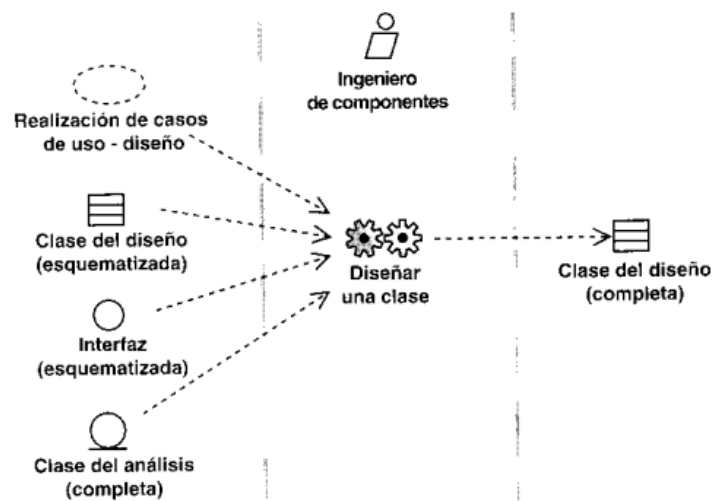 Ingeniero
de componentes
Realización de casos
de uso - diseño
Clase del diseño
(esquematizada)
Diseñar
una clase
Clase del diseño
(completa)
Interfaz
(esquematizada)
Clase del análisis
(completa)